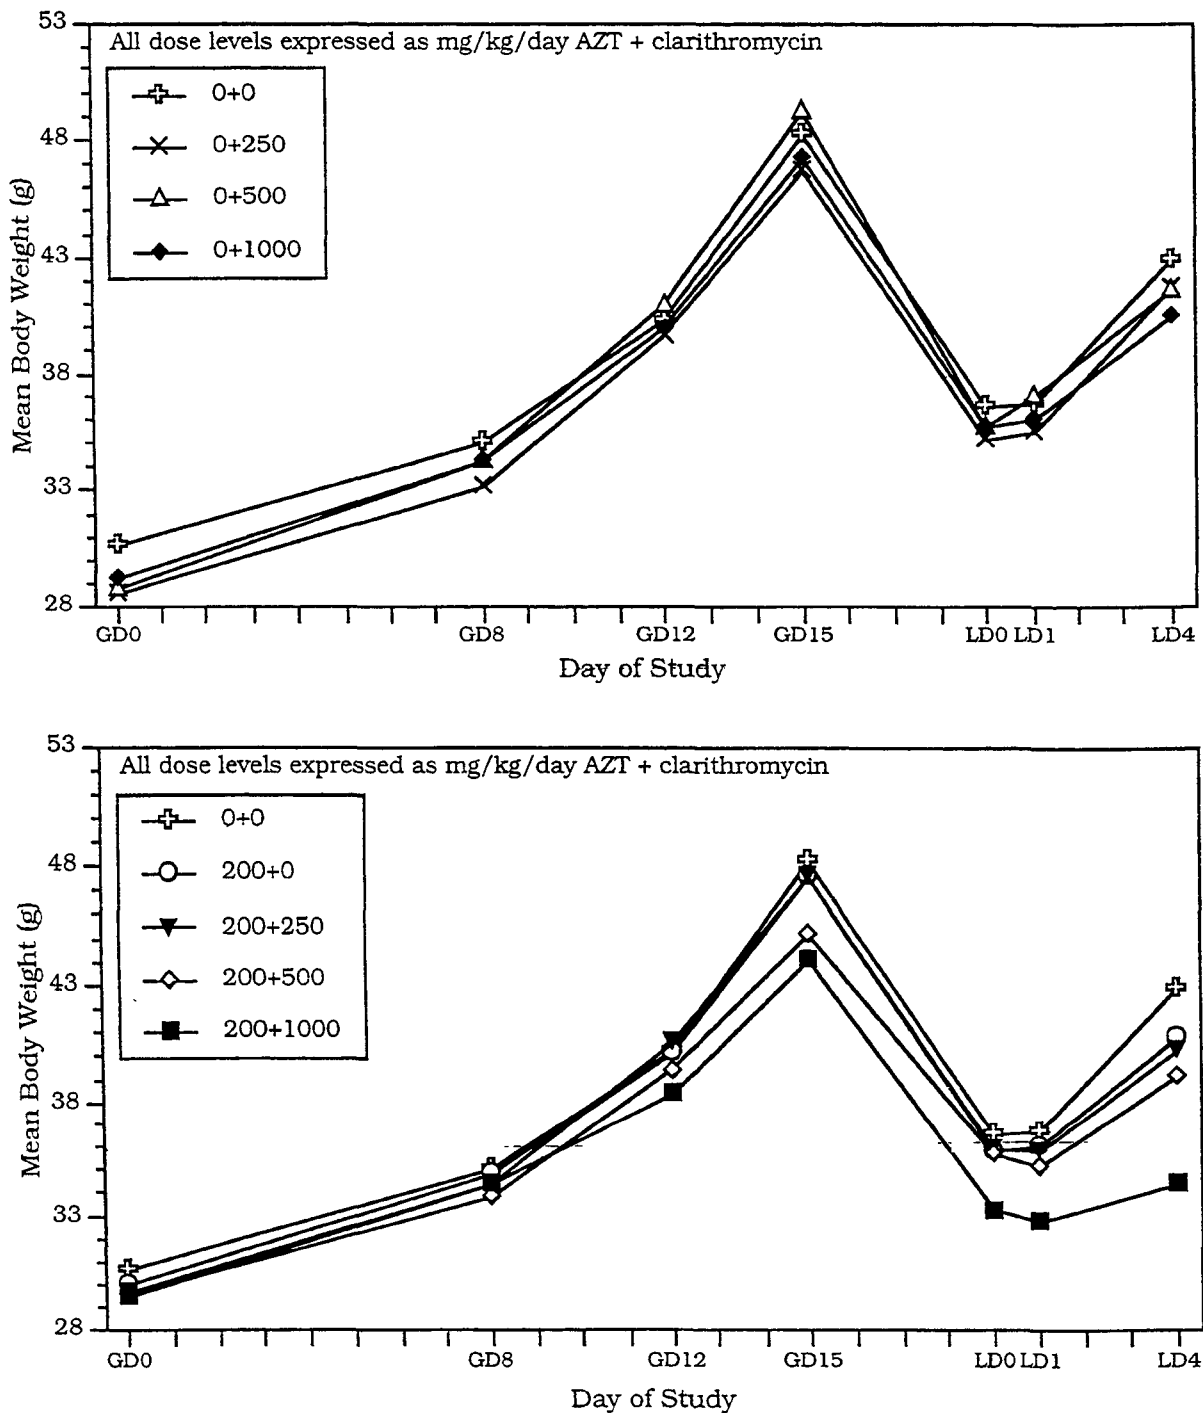 53
All dose levels expressed as mg/kg/day AZT + clarithromycin
0+0
0+250
0+500
0+1000
48
43
38
33
28
Mean Body Weight (g)
GD0 GD8 GD12 GD15 LD0 LD1 LD4
Day of Study
53
All dose levels expressed as mg/kg/day AZT + clarithromycin
0+0
200+0
200+250
200+500
200+1000
48
43
38
33
28
Mean Body Weight (g)
GD0 GD8 GD12 GD15 LD0 LD1 LD4
Day of Study